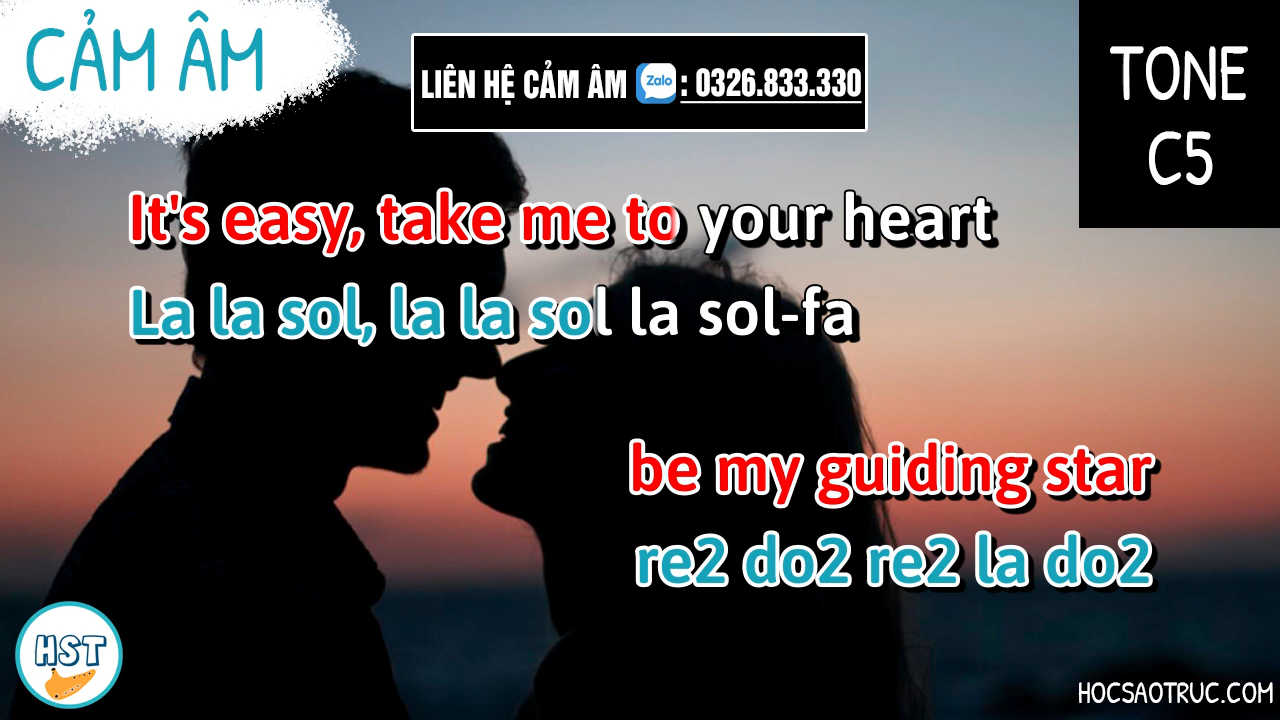 CẢM ÂM
LIÊN HỆ CẢM ÂM Zalo : 0326.833.330
TONE
C5
It's easy, take me to your heart
La la sol, la la sol la sol-fa
be my guiding star
re2 do2 re2 la do2
HST
HOCSAOTRUC.COM